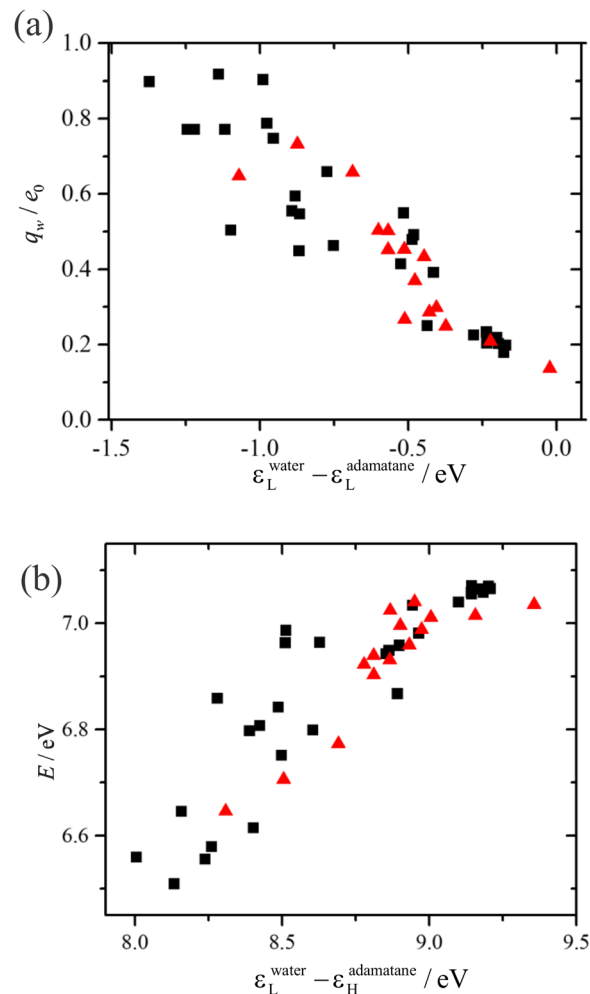 (a)
1.0
0.8
0.6
0.4
0.2
0.0
q_w / e_0
-1.5 -1.0 -0.5 0.0
ε_L^water − ε_L^adamatane / eV
(b)
7.0
6.8
6.6
E / eV
8.0 8.5 9.0 9.5
ε_L^water − ε_H^adamatane / eV